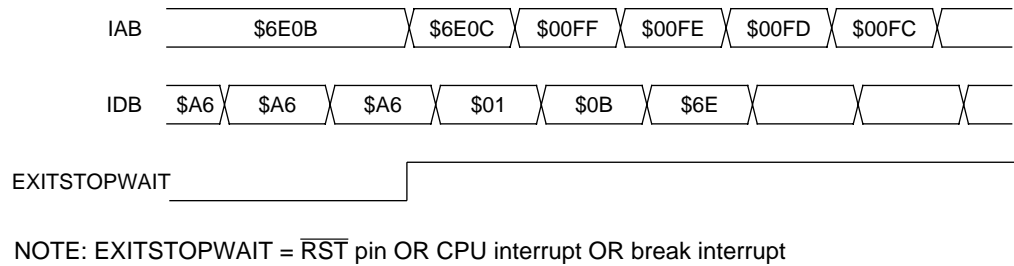 IAB $6E0B $6E0C $00FF $00FE $00FD $00FC
IDB $A6 $A6 $A6 $01 $0B $6E
EXITSTOPWAIT
NOTE: EXITSTOPWAIT = R̅S̅T̅ pin OR CPU interrupt OR break interrupt